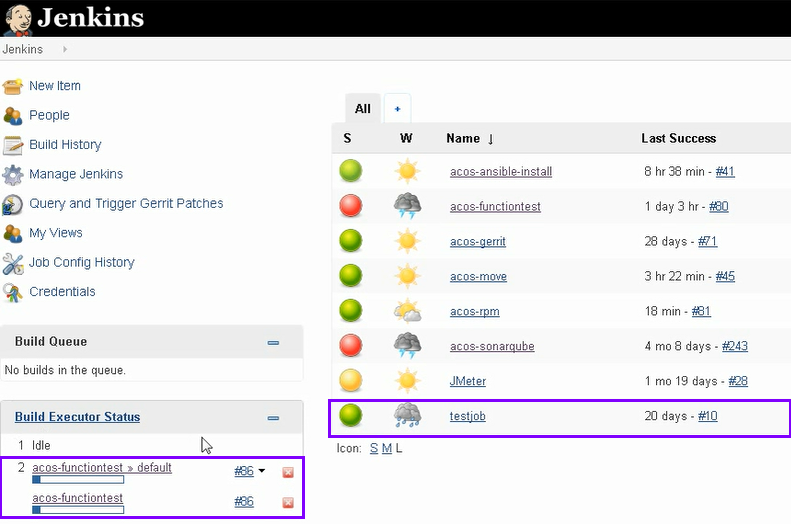 Jenkins
Jenkins
New Item
People
Build History
Manage Jenkins
Query and Trigger Gerrit Patches
My Views
Job Config History
Credentials
Build Queue
No builds in the queue.
Build Executor Status
1 Idle
2 acos-functiontest » default #86
acos-functiontest #86
All +
S W Name ↓ Last Success
acos-ansible-install 8 hr 38 min - #41
acos-functiontest 1 day 3 hr - #80
acos-gerrit 28 days - #71
acos-move 3 hr 22 min - #45
acos-rpm 18 min - #81
acos-sonarqube 4 mo 8 days - #243
JMeter 1 mo 19 days - #28
testjob 20 days - #10
Icon: S M L